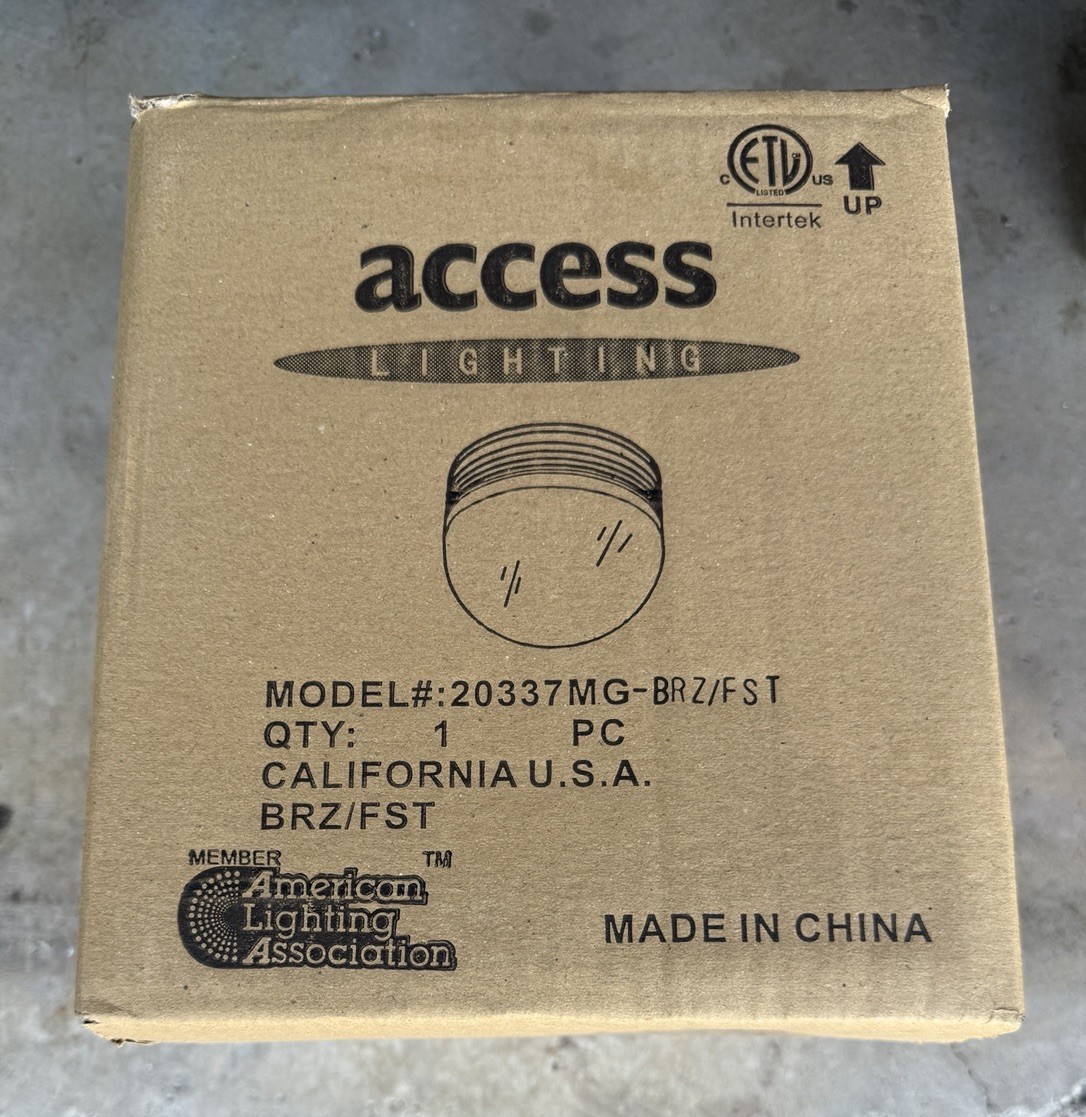 ETL
CM
C LISTED US
Intertek
UP
access
LIGHTING
MODEL#:20337MG-BRZ/FST
QTY: 1 PC
CALIFORNIA U.S.A.
BRZ/FST
MEMBER TM
American
Lighting
Association
MADE IN CHINA